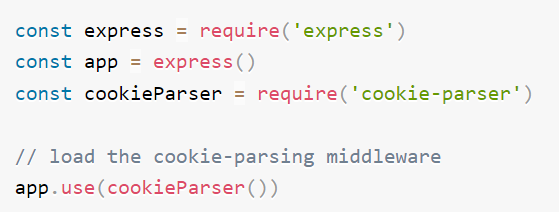 const express = require('express')
const app = express()
const cookieParser = require('cookie-parser')
// load the cookie-parsing middleware
app.use(cookieParser())